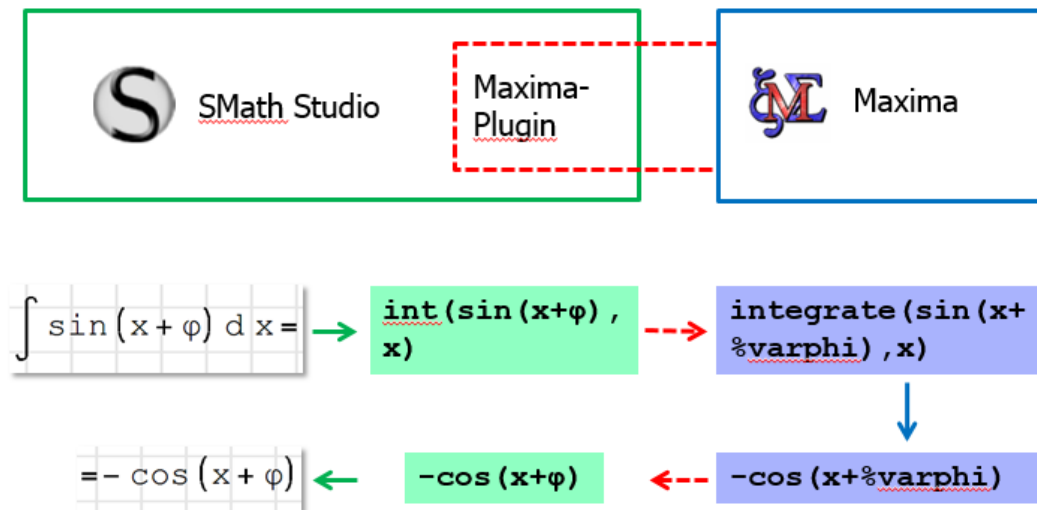 SMath Studio
Maxima-
Plugin
Maxima
∫ sin(x+φ) d x=
int(sin(x+φ),
x)
integrate(sin(x+
%varphi),x)
=- cos(x+φ)
-cos(x+φ)
-cos(x+%varphi)